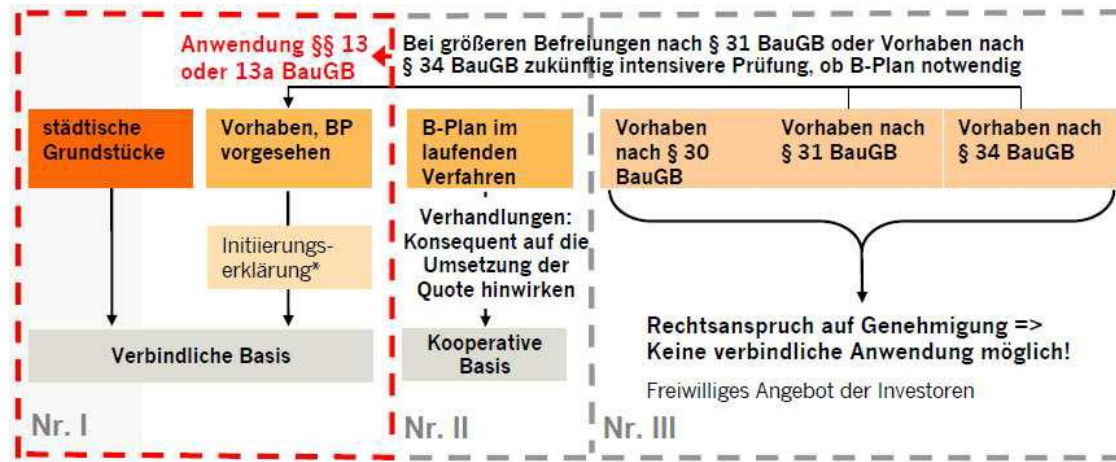 Anwendung §§ 13
oder 13a BauGB
Bei größeren Befreiungen nach § 31 BauGB oder Vorhaben nach
§ 34 BauGB zukünftig intensivere Prüfung, ob B-Plan notwendig
städtische
Grundstücke
Vorhaben, BP
vorgesehen
B-Plan im
laufenden
Verfahren
Vorhaben
nach § 30
BauGB
Vorhaben nach
§ 31 BauGB
Vorhaben nach
§ 34 BauGB
Initiierungs-
erklärung*
Verhandlungen:
Konsequent auf die
Umsetzung der
Quote hinwirken
Verbindliche Basis
Kooperative
Basis
Rechtsanspruch auf Genehmigung =>
Keine verbindliche Anwendung möglich!
Freiwilliges Angebot der Investoren
Nr. I
Nr. II
Nr. III